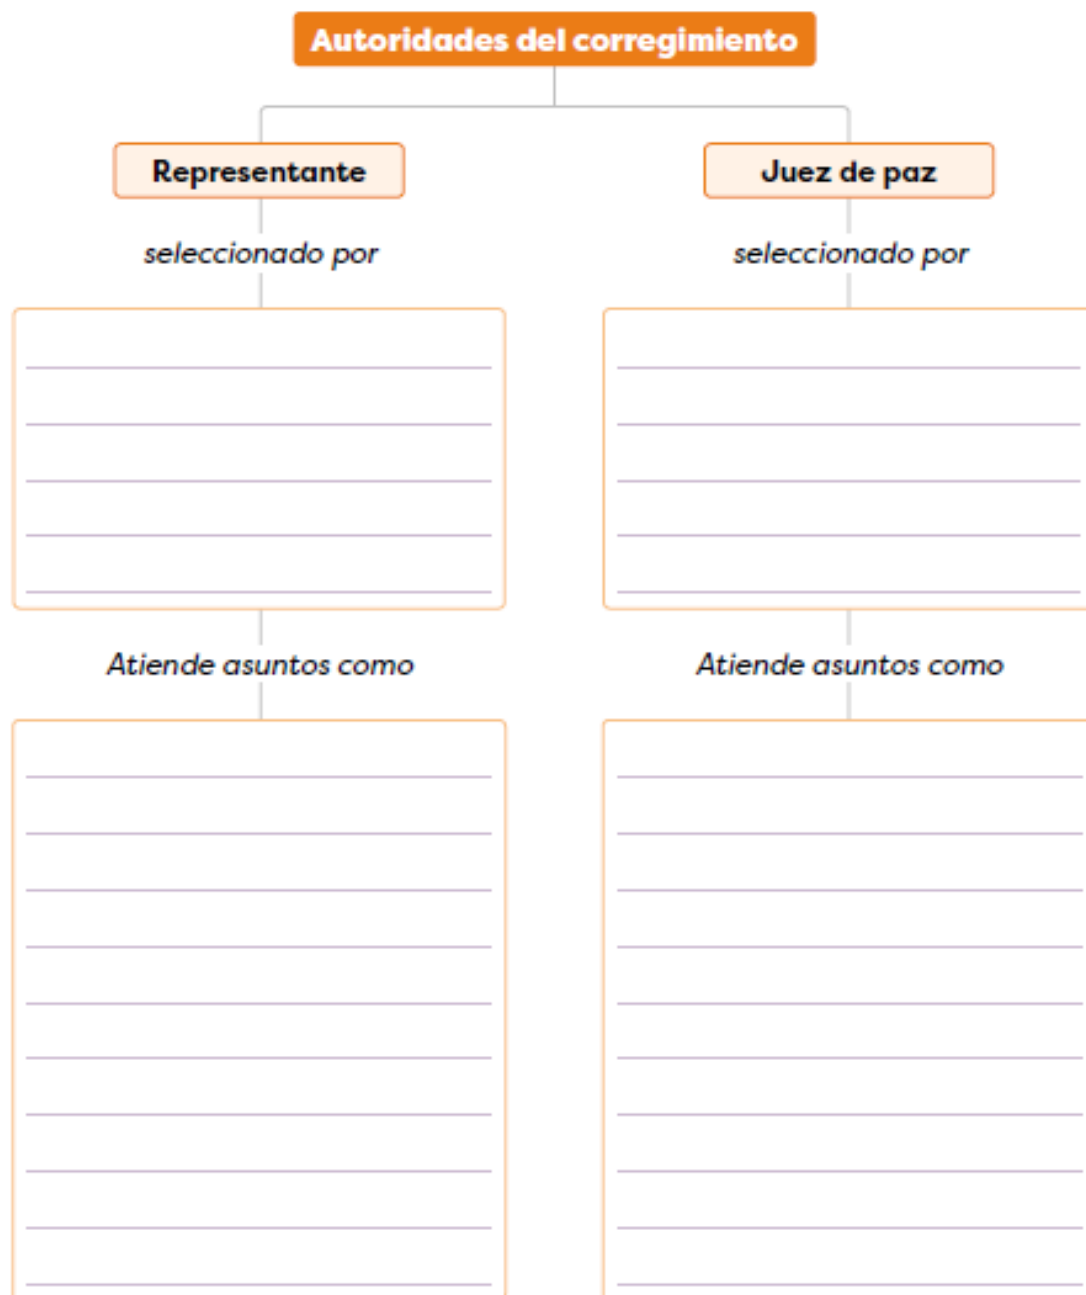 Autoridades del corregimiento
Representante
Juez de paz
seleccionado por
seleccionado por
Atiende asuntos como
Atiende asuntos como